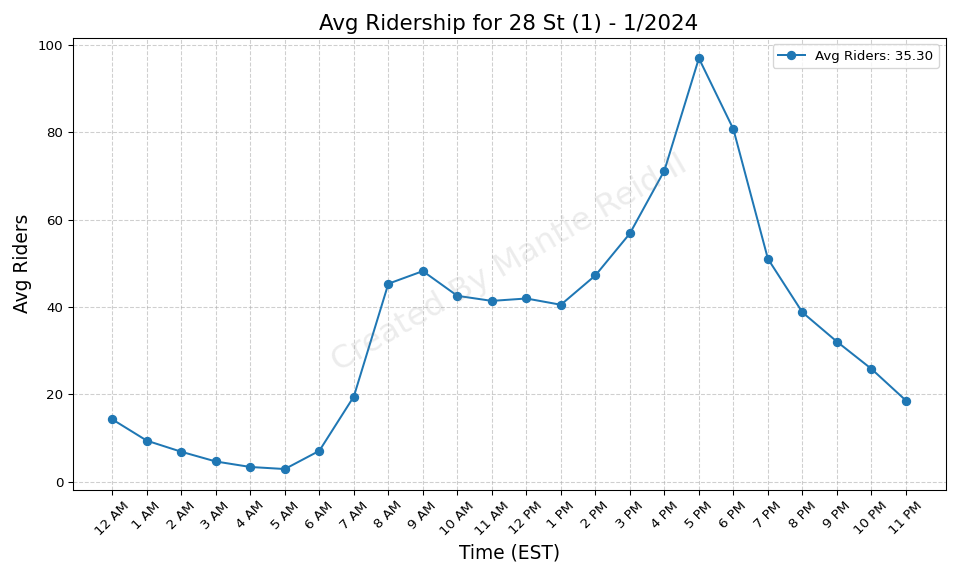 Avg Ridership for 28 St (1) - 1/2024
Avg Riders: 35.30
100
80
60
40
20
0
Avg Riders
Created By Mantle Reidil
12 AM
1 AM
2 AM
3 AM
4 AM
5 AM
6 AM
7 AM
8 AM
9 AM
10 AM
11 AM
12 PM
1 PM
2 PM
3 PM
4 PM
5 PM
6 PM
7 PM
8 PM
9 PM
10 PM
11 PM
Time (EST)